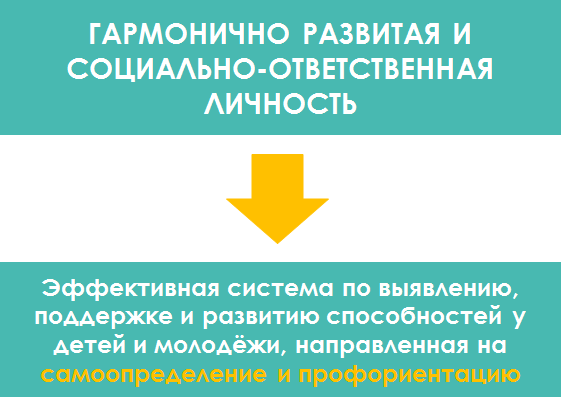 ГАРМОНИЧНО РАЗВИТАЯ И
СОЦИАЛЬНО-ОТВЕТСТВЕННАЯ
ЛИЧНОСТЬ
Эффективная система по выявлению,
поддержке и развитию способностей у
детей и молодёжи, направленная на
самоопределение и профориентацию